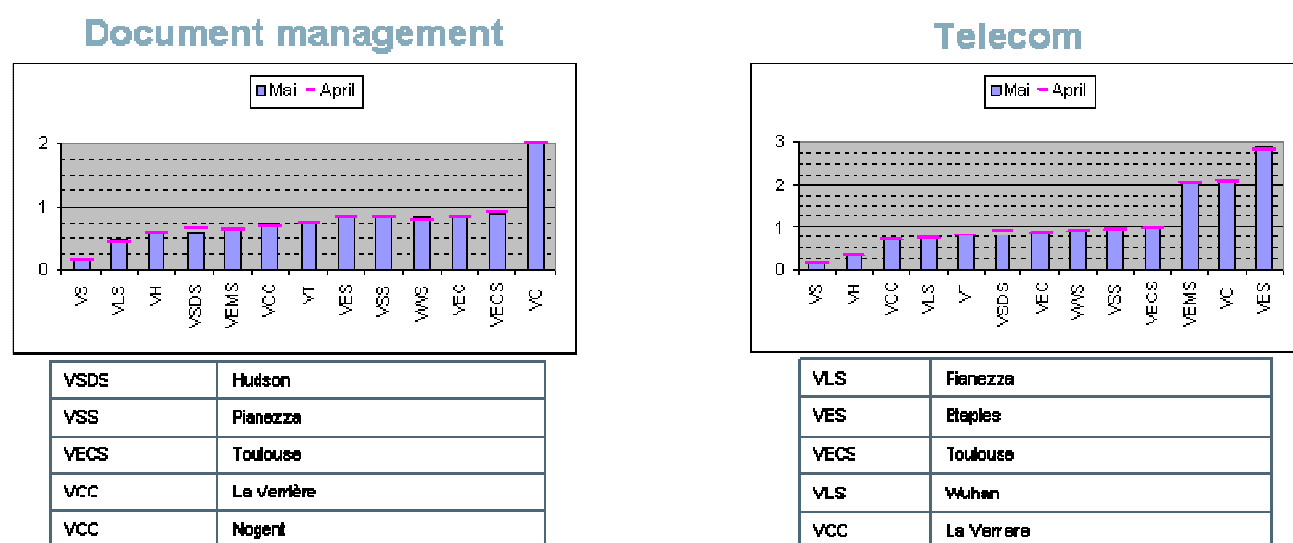 Document management
Mai April
2
1
0
VS VLS VH VSDS VEMS VCC VT VES VSS VWS VEC VECS VC
VSDS Hudson
VSS Pianezza
VECS Toulouse
VCC La Verrière
VCC Nogent
Telecom
Mai April
3
2
1
0
VS VH VCC VLS VT VSDS VEC VWS VSS VECS VEMS VC VES
VLS Pianezza
VES Etaples
VECS Toulouse
VLS Wuhan
VCC La Verrere